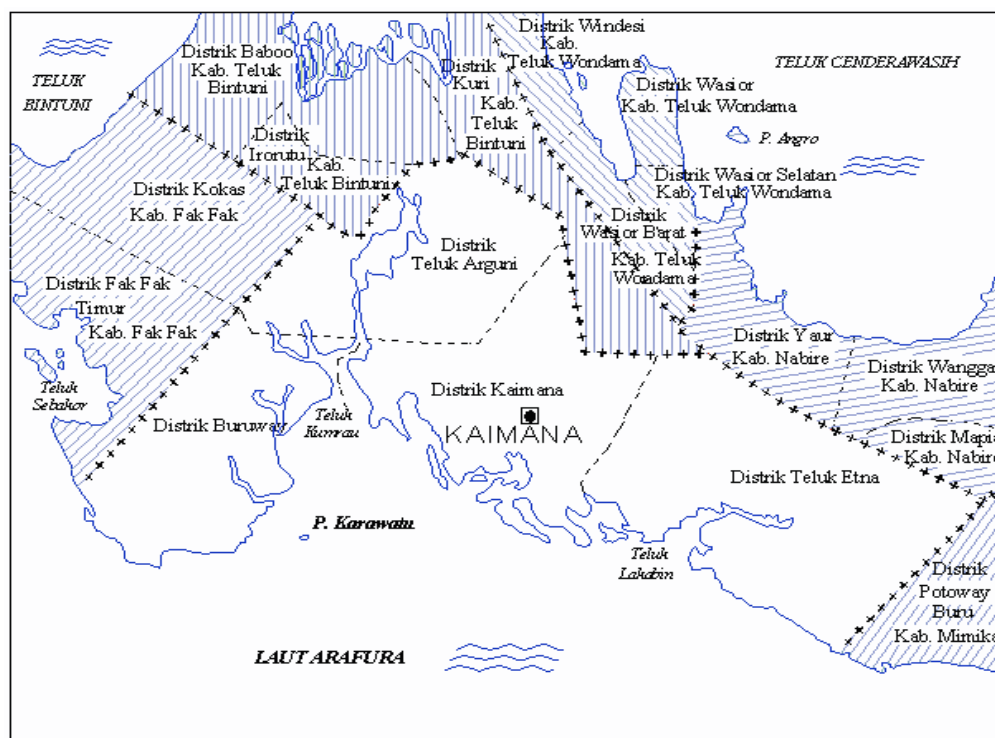 Distrik Windesi
Kab.
Teluk Wondama
Distrik Baboo
Kab. Teluk
Bintuni
Distrik
Kuri
Kab.
Teluk
Bintuni
TELUK
BINTUNI
TELUK CENDERAWASIH
Distrik Wasior
Kab. Teluk Wondama
P. Angro
Distrik
Irorutu
Kab.
Teluk Bintuni
Distrik Wasior Selatan
Kab. Teluk Wondama
Distrik Kokas
Kab. Fak Fak
Distrik
Wasior Barat
Kab. Teluk
Wondama
Distrik
Teluk Arguni
Distrik Fak Fak
Timur
Kab. Fak Fak
Distrik Yaur
Kab. Nabire
Distrik Wangga
Kab. Nabire
Teluk
Sebakor
Distrik Kaimana
KAIMANA
Distrik Buruway
Teluk
Kumrau
Distrik Mapia
Kab. Nabire
Distrik Teluk Etna
P. Karawatu
Teluk
Lakabin
Distrik
Potoway
Buru
Kab. Mimika
LAUT ARAFURA